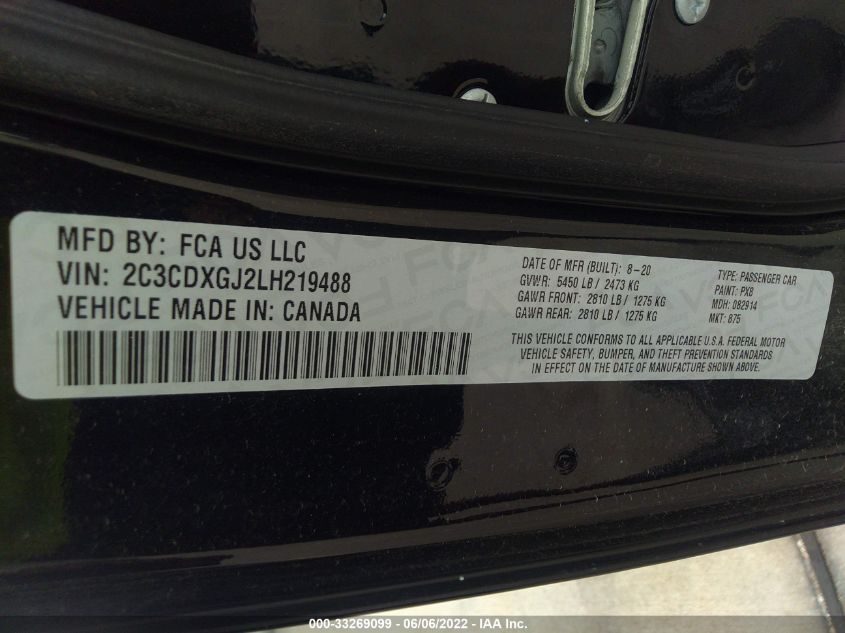 MFD BY: FCA US LLC
VIN: 2C3CDXGJ2LH219488
VEHICLE MADE IN: CANADA
DATE OF MFR (BUILT): 8-20
GVWR: 5450 LB / 2473 KG
GAWR FRONT: 2810 LB / 1275 KG
GAWR REAR: 2810 LB / 1275 KG
TYPE: PASSENGER CAR
PAINT: PX8
MDH: 082914
MKT: 875
THIS VEHICLE CONFORMS TO ALL APPLICABLE U.S.A. FEDERAL MOTOR
VEHICLE SAFETY, BUMPER, AND THEFT PREVENTION STANDARDS
IN EFFECT ON THE DATE OF MANUFACTURE SHOWN ABOVE.
000-33269099 - 06/06/2022 - IAA Inc.